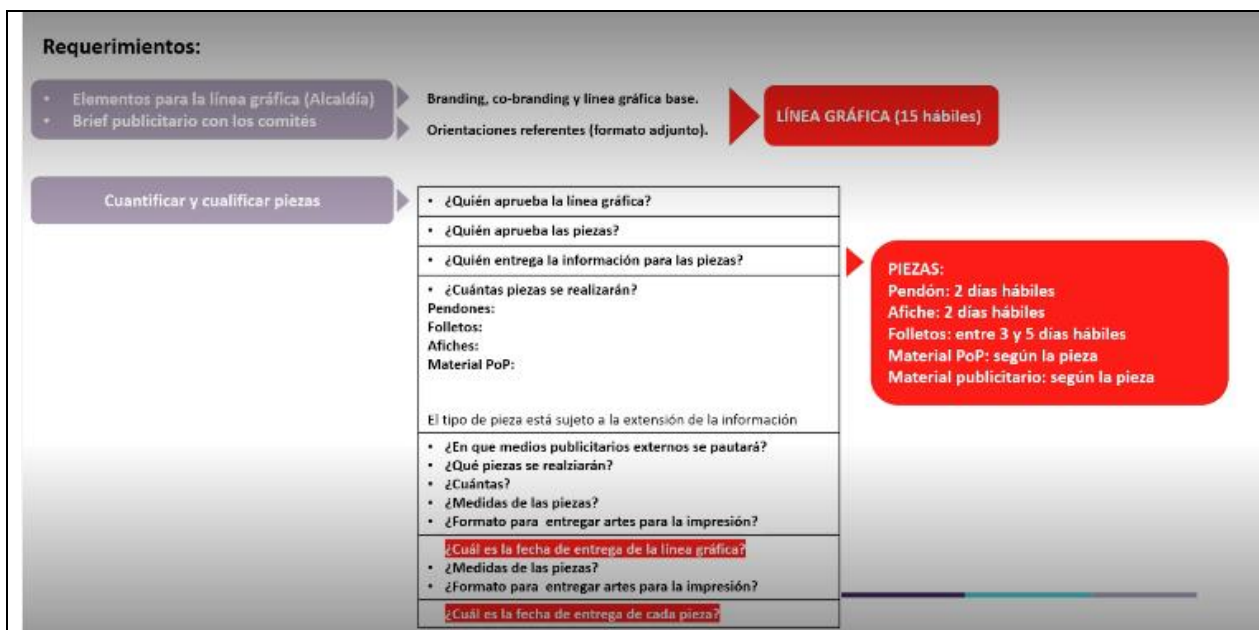 Requerimientos:
• Elementos para la línea gráfica (Alcaldía)
• Brief publicitario con los comités
Branding, co-branding y línea gráfica base.
Orientaciones referentes (formato adjunto).
LÍNEA GRÁFICA (15 hábiles)
Cuantificar y cualificar piezas
• ¿Quién aprueba la línea gráfica?
• ¿Quién aprueba las piezas?
• ¿Quién entrega la información para las piezas?
• ¿Cuántas piezas se realizarán?
Pendones:
Folletos:
Afiches:
Material PoP:
El tipo de pieza está sujeto a la extensión de la información
• ¿En que medios publicitarios externos se pautará?
• ¿Qué piezas se realziarán?
• ¿Cuántas?
• ¿Medidas de las piezas?
• ¿Formato para entregar artes para la impresión?
¿Cuál es la fecha de entrega de la línea gráfica?
• ¿Medidas de las piezas?
• ¿Formato para entregar artes para la impresión?
¿Cuál es la fecha de entrega de cada pieza?
PIEZAS:
Pendón: 2 días hábiles
Afiche: 2 días hábiles
Folletos: entre 3 y 5 días hábiles
Material PoP: según la pieza
Material publicitario: según la pieza